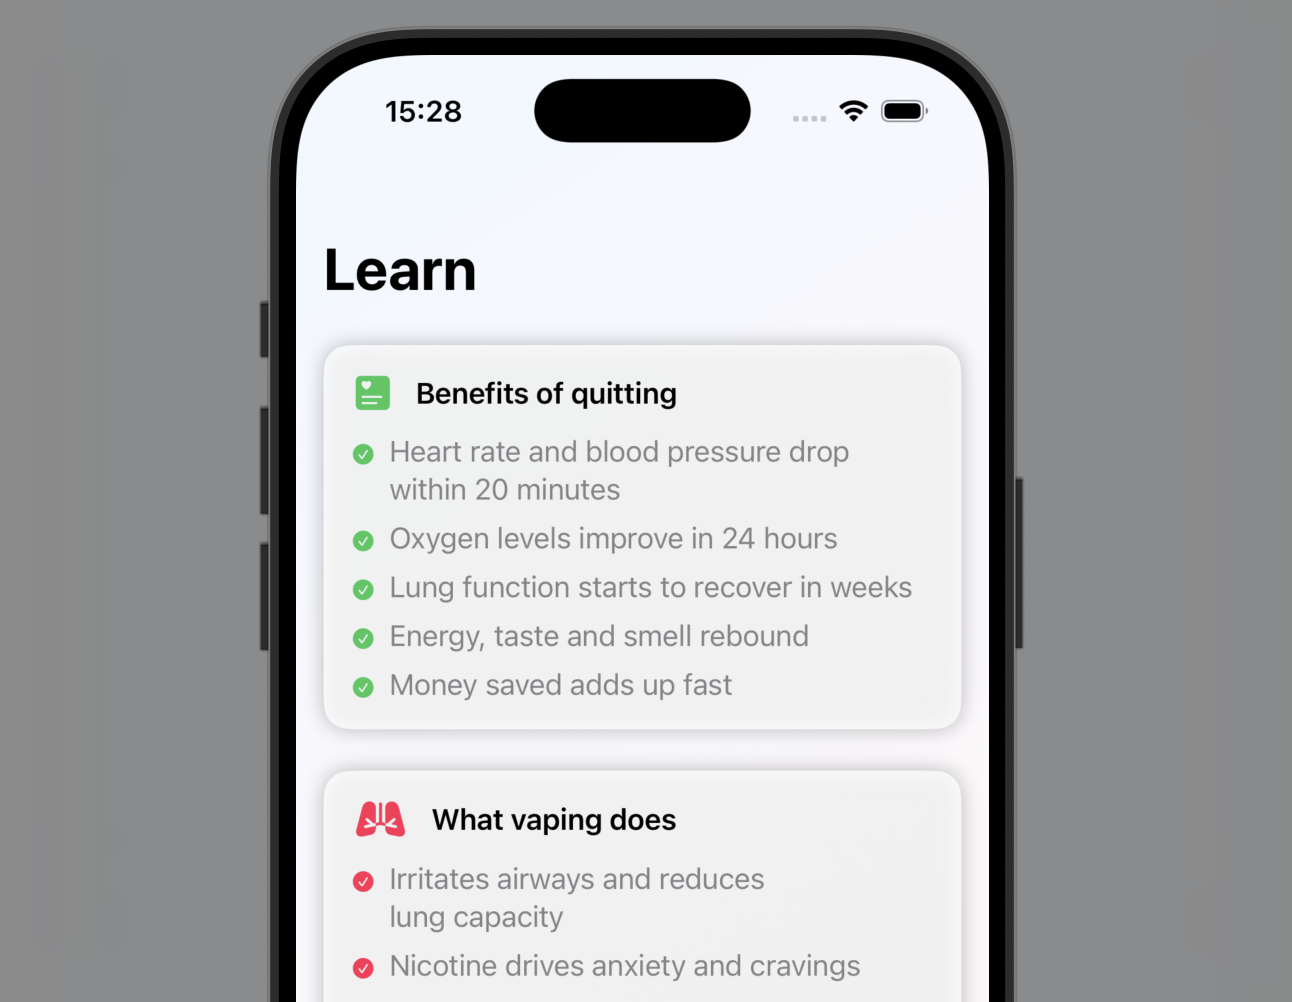 15:28
Learn
Benefits of quitting
Heart rate and blood pressure drop
within 20 minutes
Oxygen levels improve in 24 hours
Lung function starts to recover in weeks
Energy, taste and smell rebound
Money saved adds up fast
What vaping does
Irritates airways and reduces
lung capacity
Nicotine drives anxiety and cravings